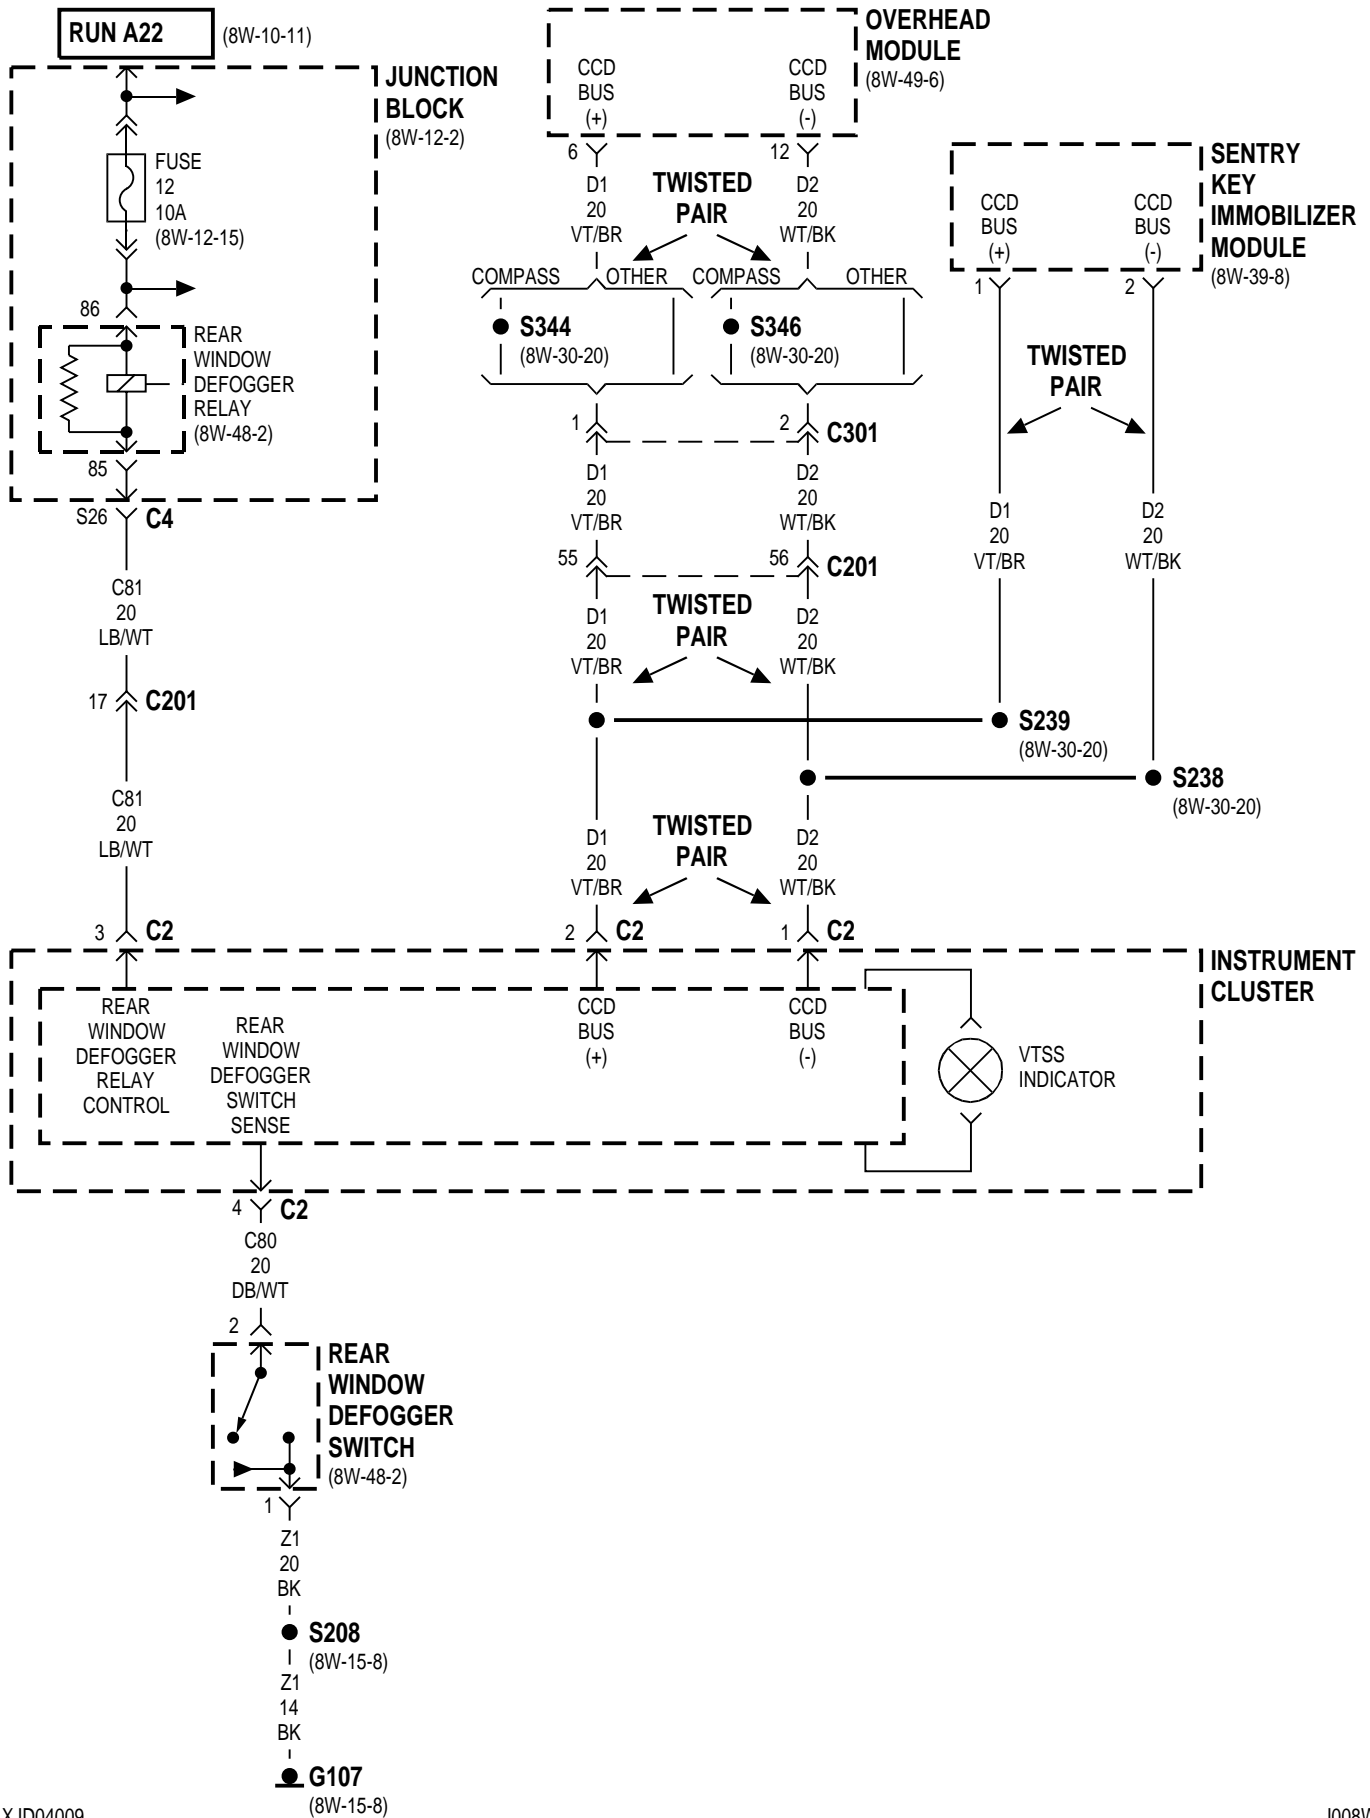 RUN A22
(8W-10-11)
JUNCTION
BLOCK
(8W-12-2)
FUSE
12
10A
(8W-12-15)
86
REAR
WINDOW
DEFOGGER
RELAY
(8W-48-2)
85
S26
C4
C81
20
LB/WT
17
C201
C81
20
LB/WT
3
C2
OVERHEAD
MODULE
(8W-49-6)
CCD
BUS
(+)
CCD
BUS
(-)
6
12
D1
20
VT/BR
TWISTED
PAIR
D2
20
WT/BK
COMPASS
OTHER
COMPASS
OTHER
S344
(8W-30-20)
S346
(8W-30-20)
1
2
C301
D1
20
VT/BR
D2
20
WT/BK
55
56
C201
D1
20
VT/BR
TWISTED
PAIR
D2
20
WT/BK
SENTRY
KEY
IMMOBILIZER
MODULE
(8W-39-8)
CCD
BUS
(+)
CCD
BUS
(-)
1
2
TWISTED
PAIR
D1
20
VT/BR
D2
20
WT/BK
S239
(8W-30-20)
S238
(8W-30-20)
D1
20
VT/BR
TWISTED
PAIR
D2
20
WT/BK
2
C2
1
C2
INSTRUMENT
CLUSTER
REAR
WINDOW
DEFOGGER
RELAY
CONTROL
REAR
WINDOW
DEFOGGER
SWITCH
SENSE
CCD
BUS
(+)
CCD
BUS
(-)
VTSS
INDICATOR
4
C2
C80
20
DB/WT
2
REAR
WINDOW
DEFOGGER
SWITCH
(8W-48-2)
1
Z1
20
BK
S208
(8W-15-8)
Z1
14
BK
G107
(8W-15-8)